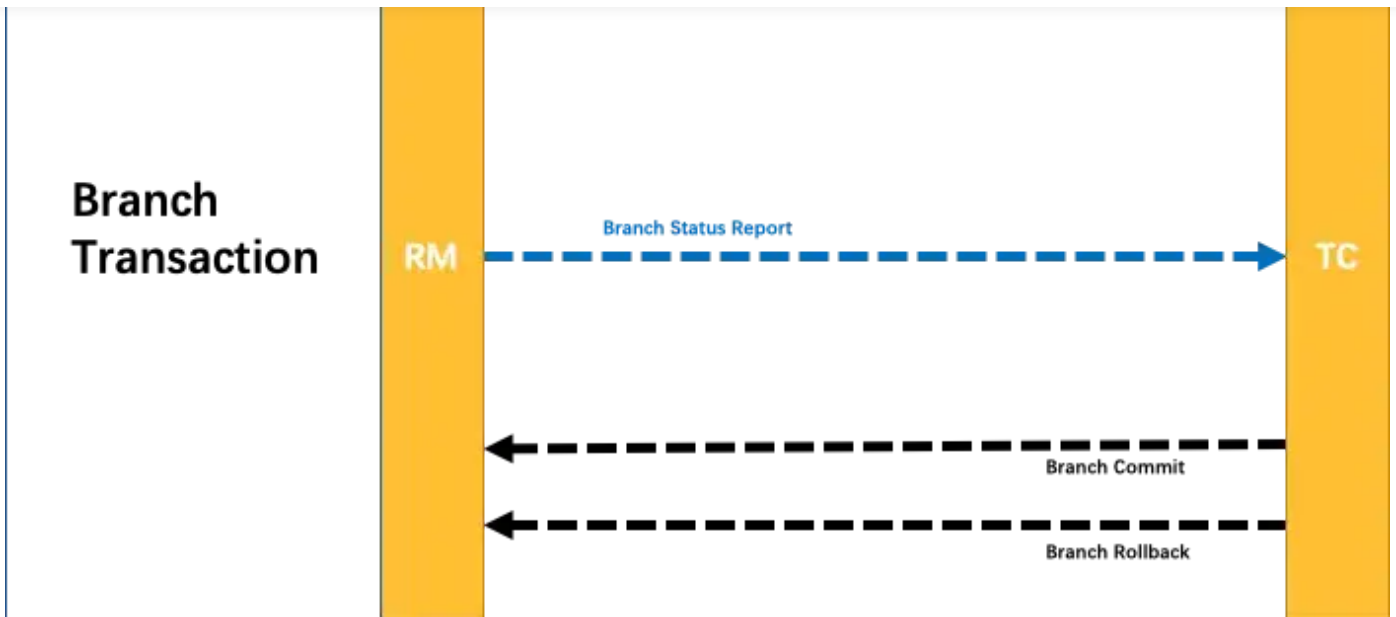 Branch
Transaction
RM
Branch Status Report
TC
Branch Commit
Branch Rollback